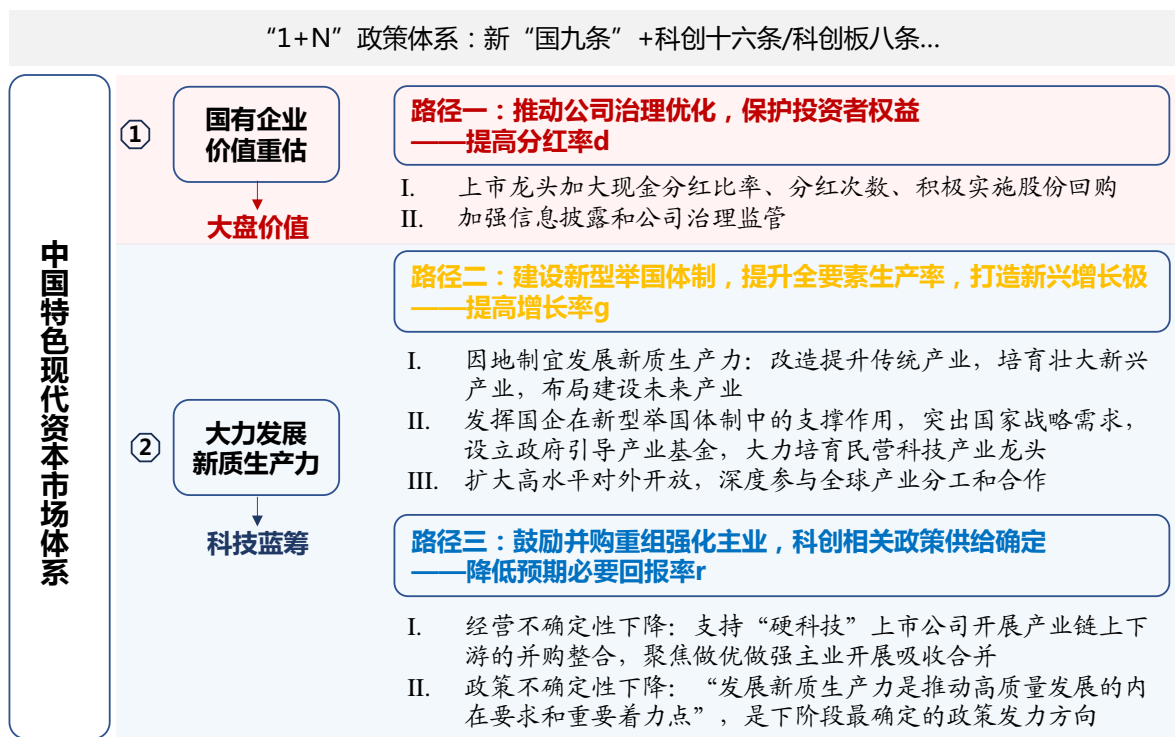 “1+N”政策体系：新“国九条”+科创十六条/科创板八条...
中国特色现代资本市场体系
①
国有企业
价值重估
大盘价值
路径一：推动公司治理优化，保护投资者权益
——提高分红率d
I. 上市龙头加大现金分红比率、分红次数、积极实施股份回购
II. 加强信息披露和公司治理监管
②
大力发展
新质生产力
科技蓝筹
路径二：建设新型举国体制，提升全要素生产率，打造新兴增长极
——提高增长率g
I. 因地制宜发展新质生产力：改造提升传统产业，培育壮大新兴
产业，布局建设未来产业
II. 发挥国企在新型举国体制中的支撑作用，突出国家战略需求，
设立政府引导产业基金，大力培育民营科技产业龙头
III. 扩大高水平对外开放，深度参与全球产业分工和合作
路径三：鼓励并购重组强化主业，科创相关政策供给确定
——降低预期必要回报率r
I. 经营不确定性下降：支持“硬科技”上市公司开展产业链上下
游的并购整合，聚焦做优做强主业开展吸收合并
II. 政策不确定性下降：“发展新质生产力是推动高质量发展的内
在要求和重要着力点”，是下阶段最确定的政策发力方向